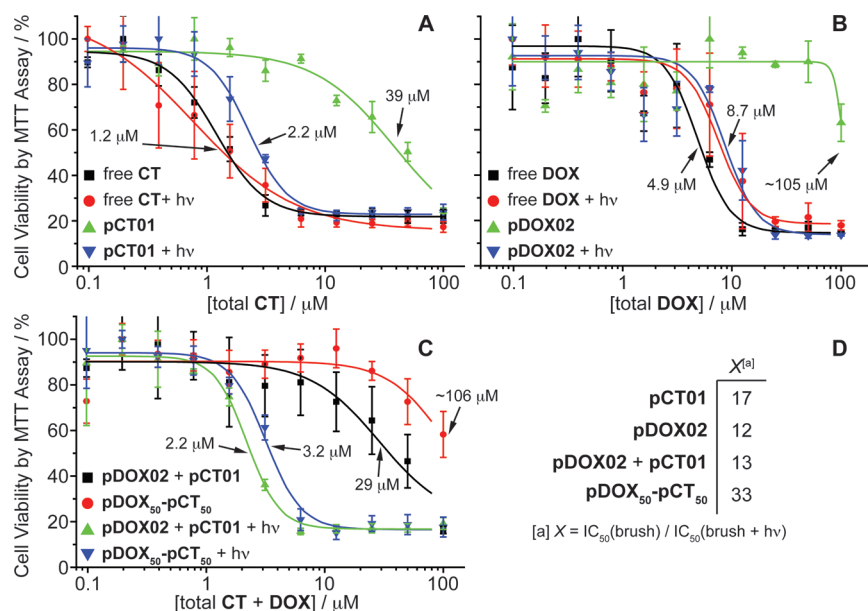 A
Cell Viability by MTT Assay / %
100
90
80
70
60
50
40
30
20
10
0
39 μM
1.2 μM
2.2 μM
free CT
free CT+ hν
pCT01
pCT01 + hν
0.1
1
10
100
[total CT] / μM
B
8.7 μM
4.9 μM
~105 μM
free DOX
free DOX + hν
pDOX02
pDOX02 + hν
0.1
1
10
100
[total DOX] / μM
C
Cell Viability by MTT Assay / %
100
80
60
40
20
0
~106 μM
2.2 μM
3.2 μM
29 μM
pDOX02 + pCT01
pDOX50-pCT50
pDOX02 + pCT01 + hν
pDOX50-pCT50 + hν
0.1
1
10
100
[total CT + DOX] / μM
D
X[a]
pCT01 17
pDOX02 12
pDOX02 + pCT01 13
pDOX50-pCT50 33
[a] X = IC50(brush) / IC50(brush + hν)